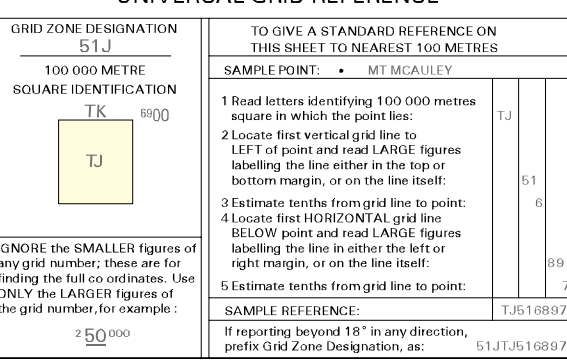 UNIVERSAL GRID REFERENCE
GRID ZONE DESIGNATION
51J
100 000 METRE
SQUARE IDENTIFICATION
TK
6900
TJ
IGNORE the SMALLER figures of
any grid number; these are for
finding the full co ordinates. Use
ONLY the LARGER figures of
the grid number,for example :
2 50 000
TO GIVE A STANDARD REFERENCE ON
THIS SHEET TO NEAREST 100 METRES
SAMPLE POINT: • MT MCAULEY
1 Read letters identifying 100 000 metres
square in which the point lies: TJ
2 Locate first vertical grid line to
LEFT of point and read LARGE figures
labelling the line either in the top or
bottom margin, or on the line itself: 51
3 Estimate tenths from grid line to point: 6
4 Locate first HORIZONTAL grid line
BELOW point and read LARGE figures
labelling the line in either the left or
right margin, or on the line itself: 89
5 Estimate tenths from grid line to point: 7
SAMPLE REFERENCE: TJ516897
If reporting beyond 18° in any direction,
prefix Grid Zone Designation, as: 51JTJ516897